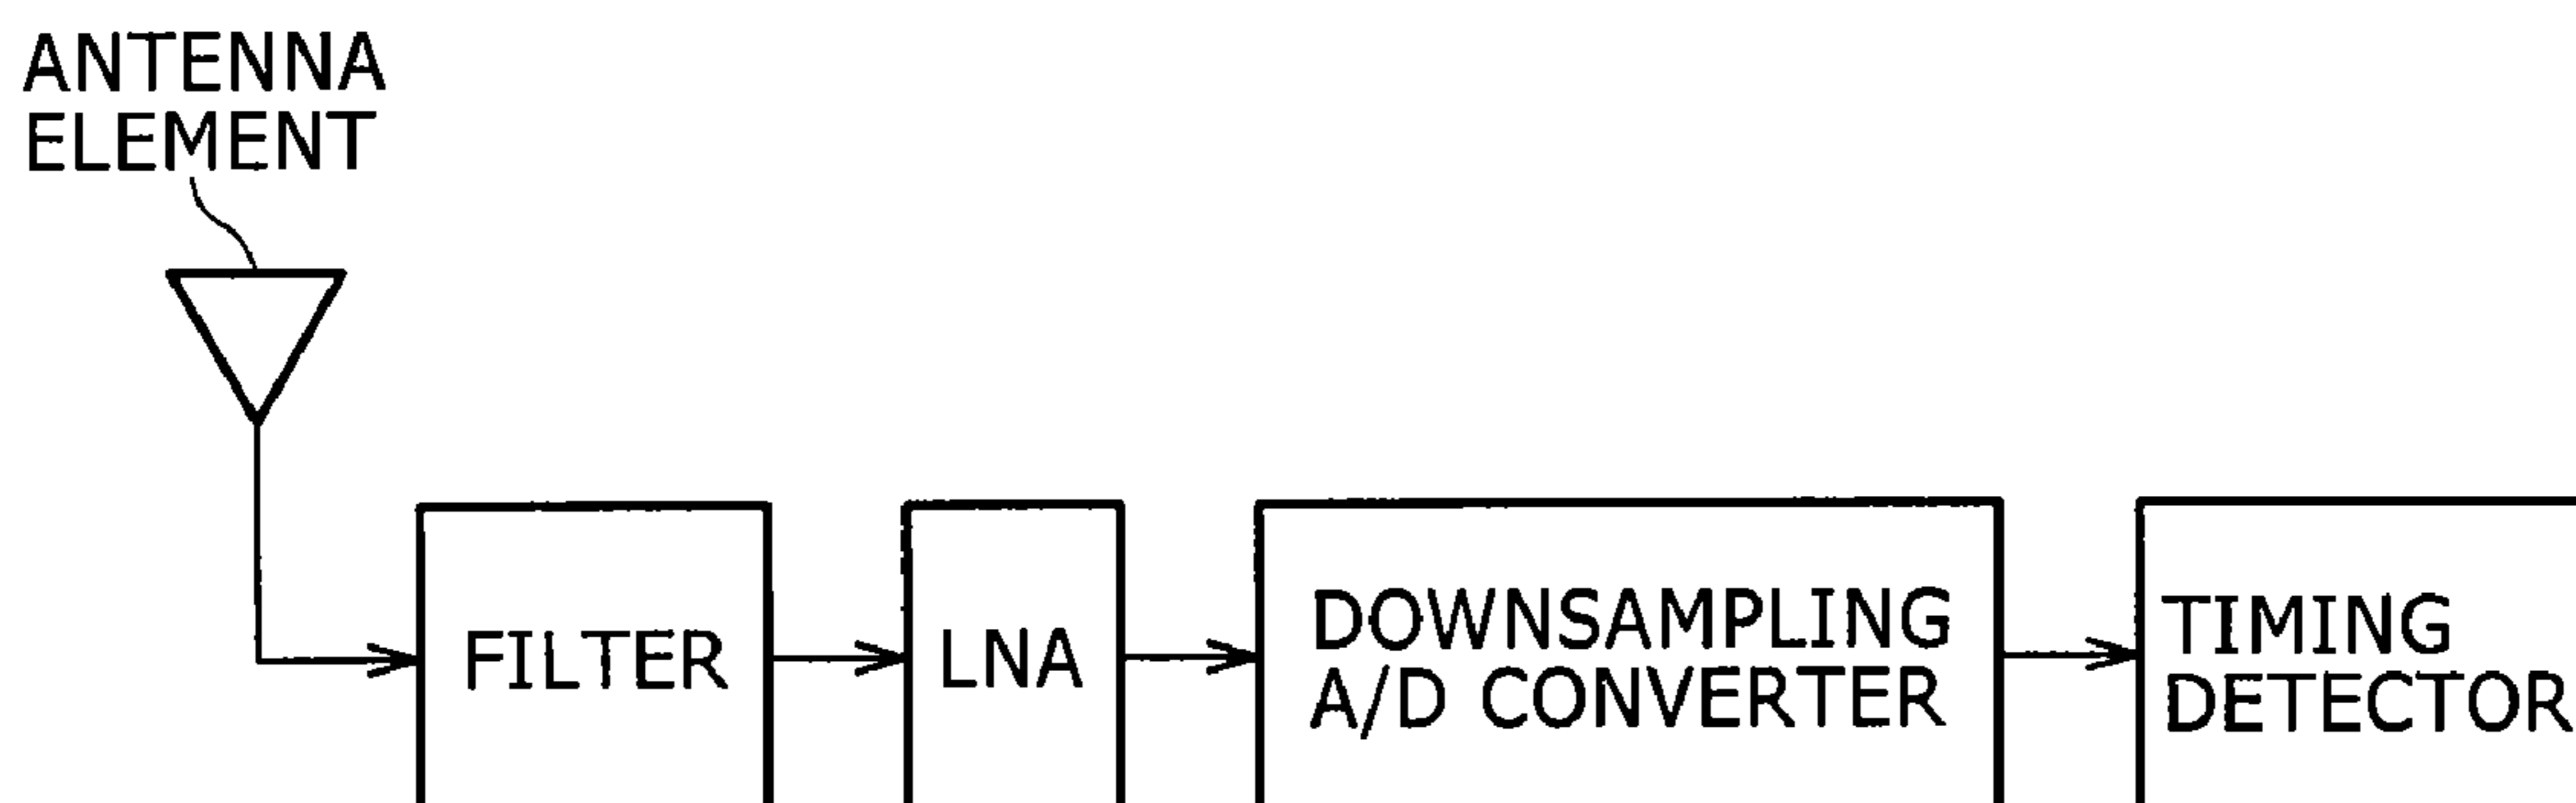 ANTENNA
ELEMENT
FILTER
LNA
DOWNSAMPLING
A/D CONVERTER
TIMING
DETECTOR